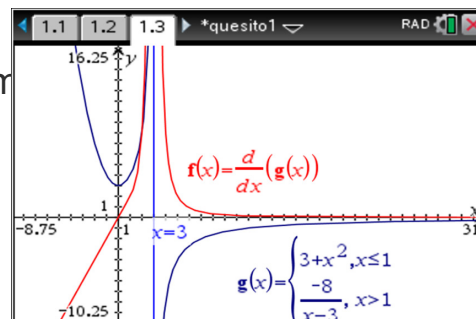 1.1 1.2 1.3 *quesito1 RAD
m
16.25 y
f(x)=d/dx(g(x))
1
x
-8.75 -1 x=3 31
g(x)={3+x²,x≤1
-8/x-3, x>1
-10.25